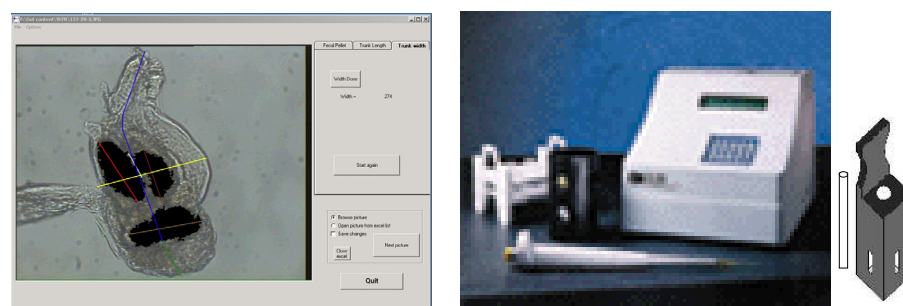 File Options
Fecal Pellet Trunk Length Trunk width
Width Done
Width = 274
Start again
Browse picture
Open picture from excel list
Save changes
Close
excel
Next picture
Quit